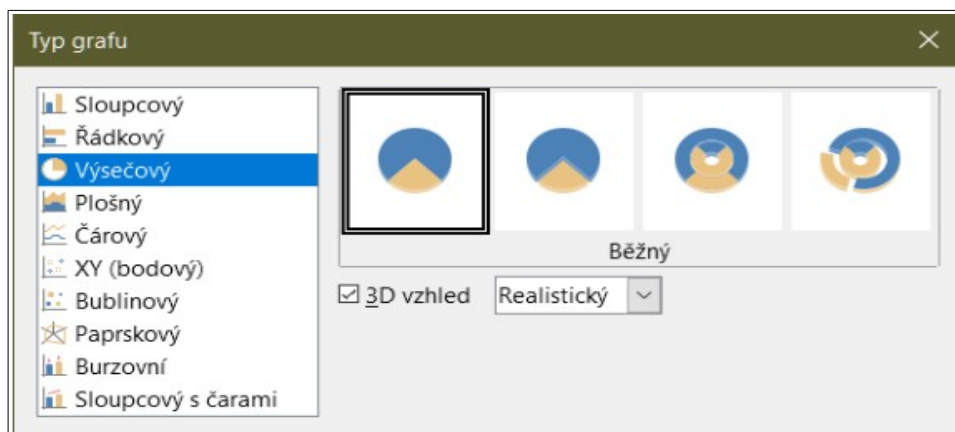 Typ grafu
Sloupcový
Řádkový
Výsečový
Plošný
Čárový
XY (bodový)
Bublinový
Paprskový
Burzovní
Sloupcový s čarami
Běžný
3D vzhled
Realistický